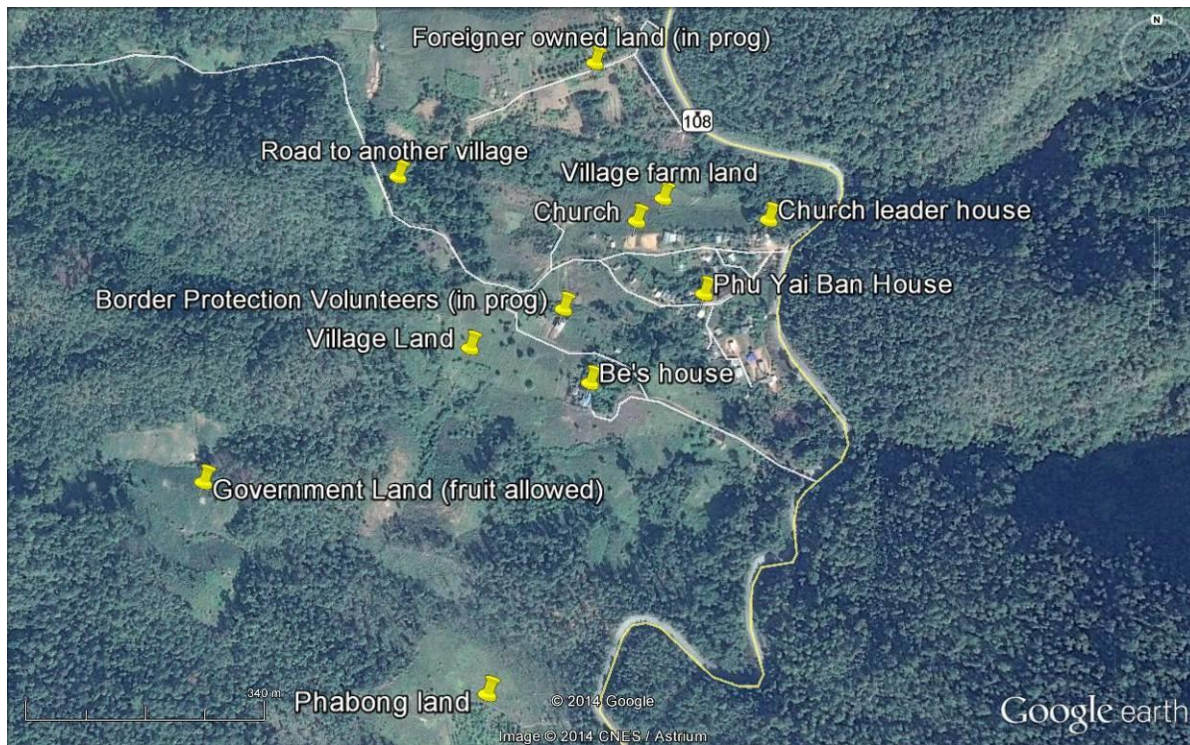 N
Foreigner owned land (in prog)
108
Road to another village
Village farm land
Church
Church leader house
Phu Yai Ban House
Border Protection Volunteers (in prog)
Village Land
Be's house
Government Land (fruit allowed)
Phabong land
340 m
© 2014 Google
Image © 2014 CNES / Astrium
Google earth